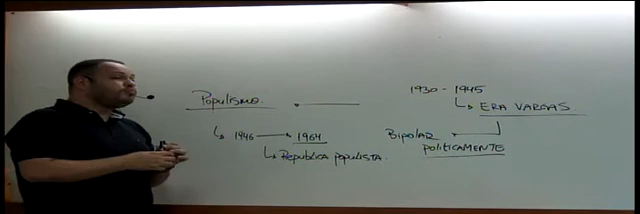 Populismo.
1946 → 1964
República populista.
1930 - 1945
ERA VARGAS.
Bipolar
politicamente